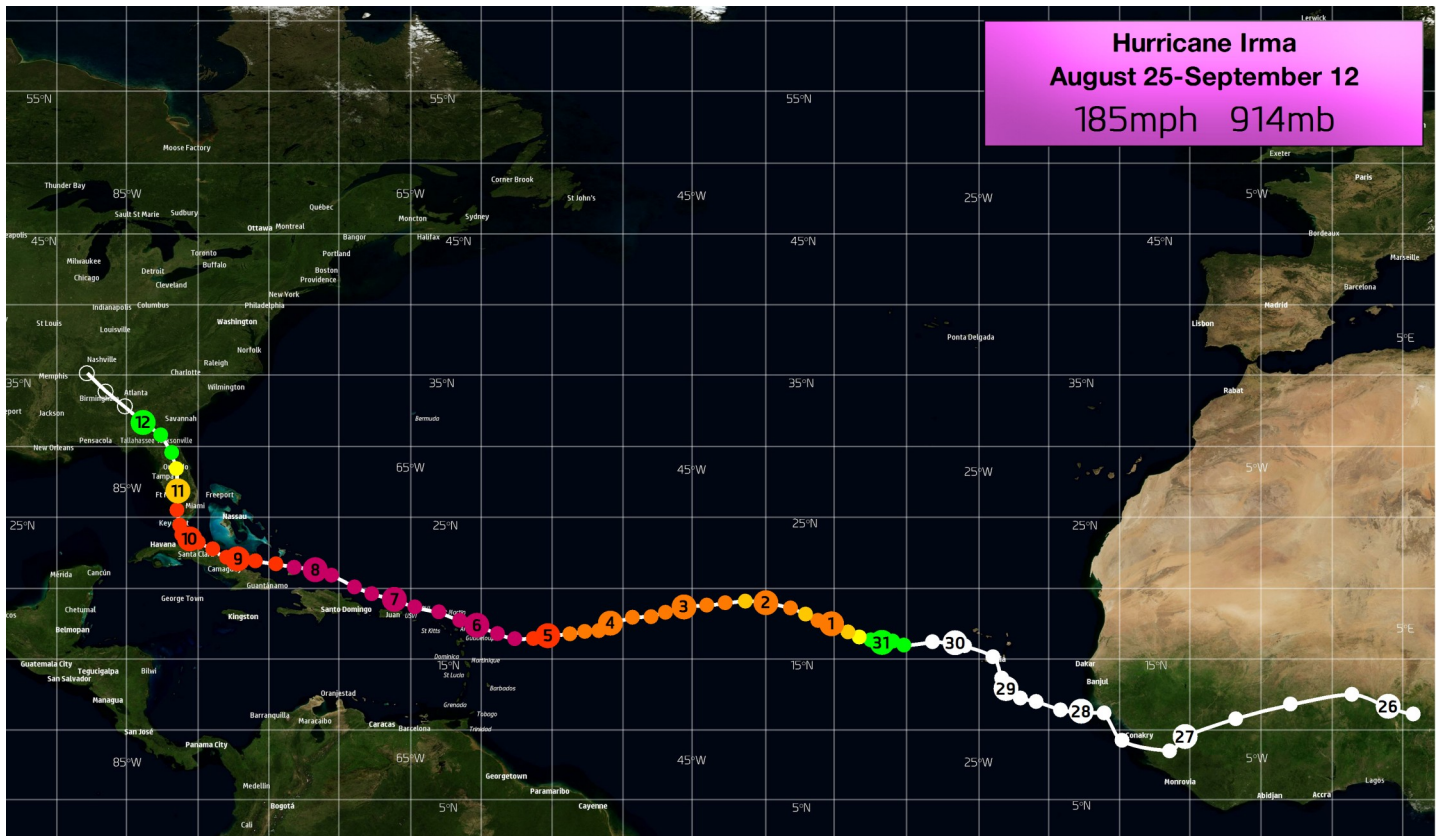 Lerwick
Hurricane Irma
August 25-September 12
185mph 914mb
55°N 55°N 55°N
Moose Factory
Exeter
Paris
Thunder Bay
Corner Brook
85°W 65°W 45°W 25°W 5°W
St John's
Québec
Sault St Marie Sudbury
Moncton Sydney
Ottawa Montreal
Bordeaux
eapolis
Bangor Halifax
45°N 45°N 45°N 45°N
Toronto Portland
Marseille
Milwaukee Buffalo
Detroit Boston
Chicago Providence
Cleveland
Barcelona
New York
Indianapolis Columbus Philadelphia
Madrid
St Louis Washington
Lisbon
Louisville
Ponta Delgada
5°E
Norfolk
Nashville
Raleigh
Memphis Charlotte
35°N 35°N 35°N 35°N
Wilmington
Rabat
Atlanta
Birmingham
port Jackson
Savannah
Bermuda
12
Pensacola Tallahassee
New Orleans
65°W 45°W 25°W 5°W
Tampa
85°W
11
Freeport
Miami
Nassau
25°N 25°N 25°N 25°N
Key
10
Havana
Santa Cla
9
Camag
8
Mérida Cancún
Guantánamo
George Town
7
2
3
Chetumal
Santo Domingo
Juan USVI Martin
cos
Kingston
1
4
6
Belmopan
St Kitts
5 E
5
31
30
Guatemala City
Dominica Martinique
15°N 15°N 15°N
Dakar
Tegucigalpa Bilwi
San Salvador
St Lucia
Banjul
29
Barbados
Oranjestad
Managua
Grenada
26
28
Barranquilla Maracaibo Caracas Barcelona
Tobago
Trinidad
San José
Conakry
27
Panama City
85°W 65°W 45°W 25°W 5°W
Georgetown
Monrovia
Lagos
Medellin
Paramaribo
Abidjan Accra
Bogotá
Cayenne
5°N 5°N 5°N
Cali